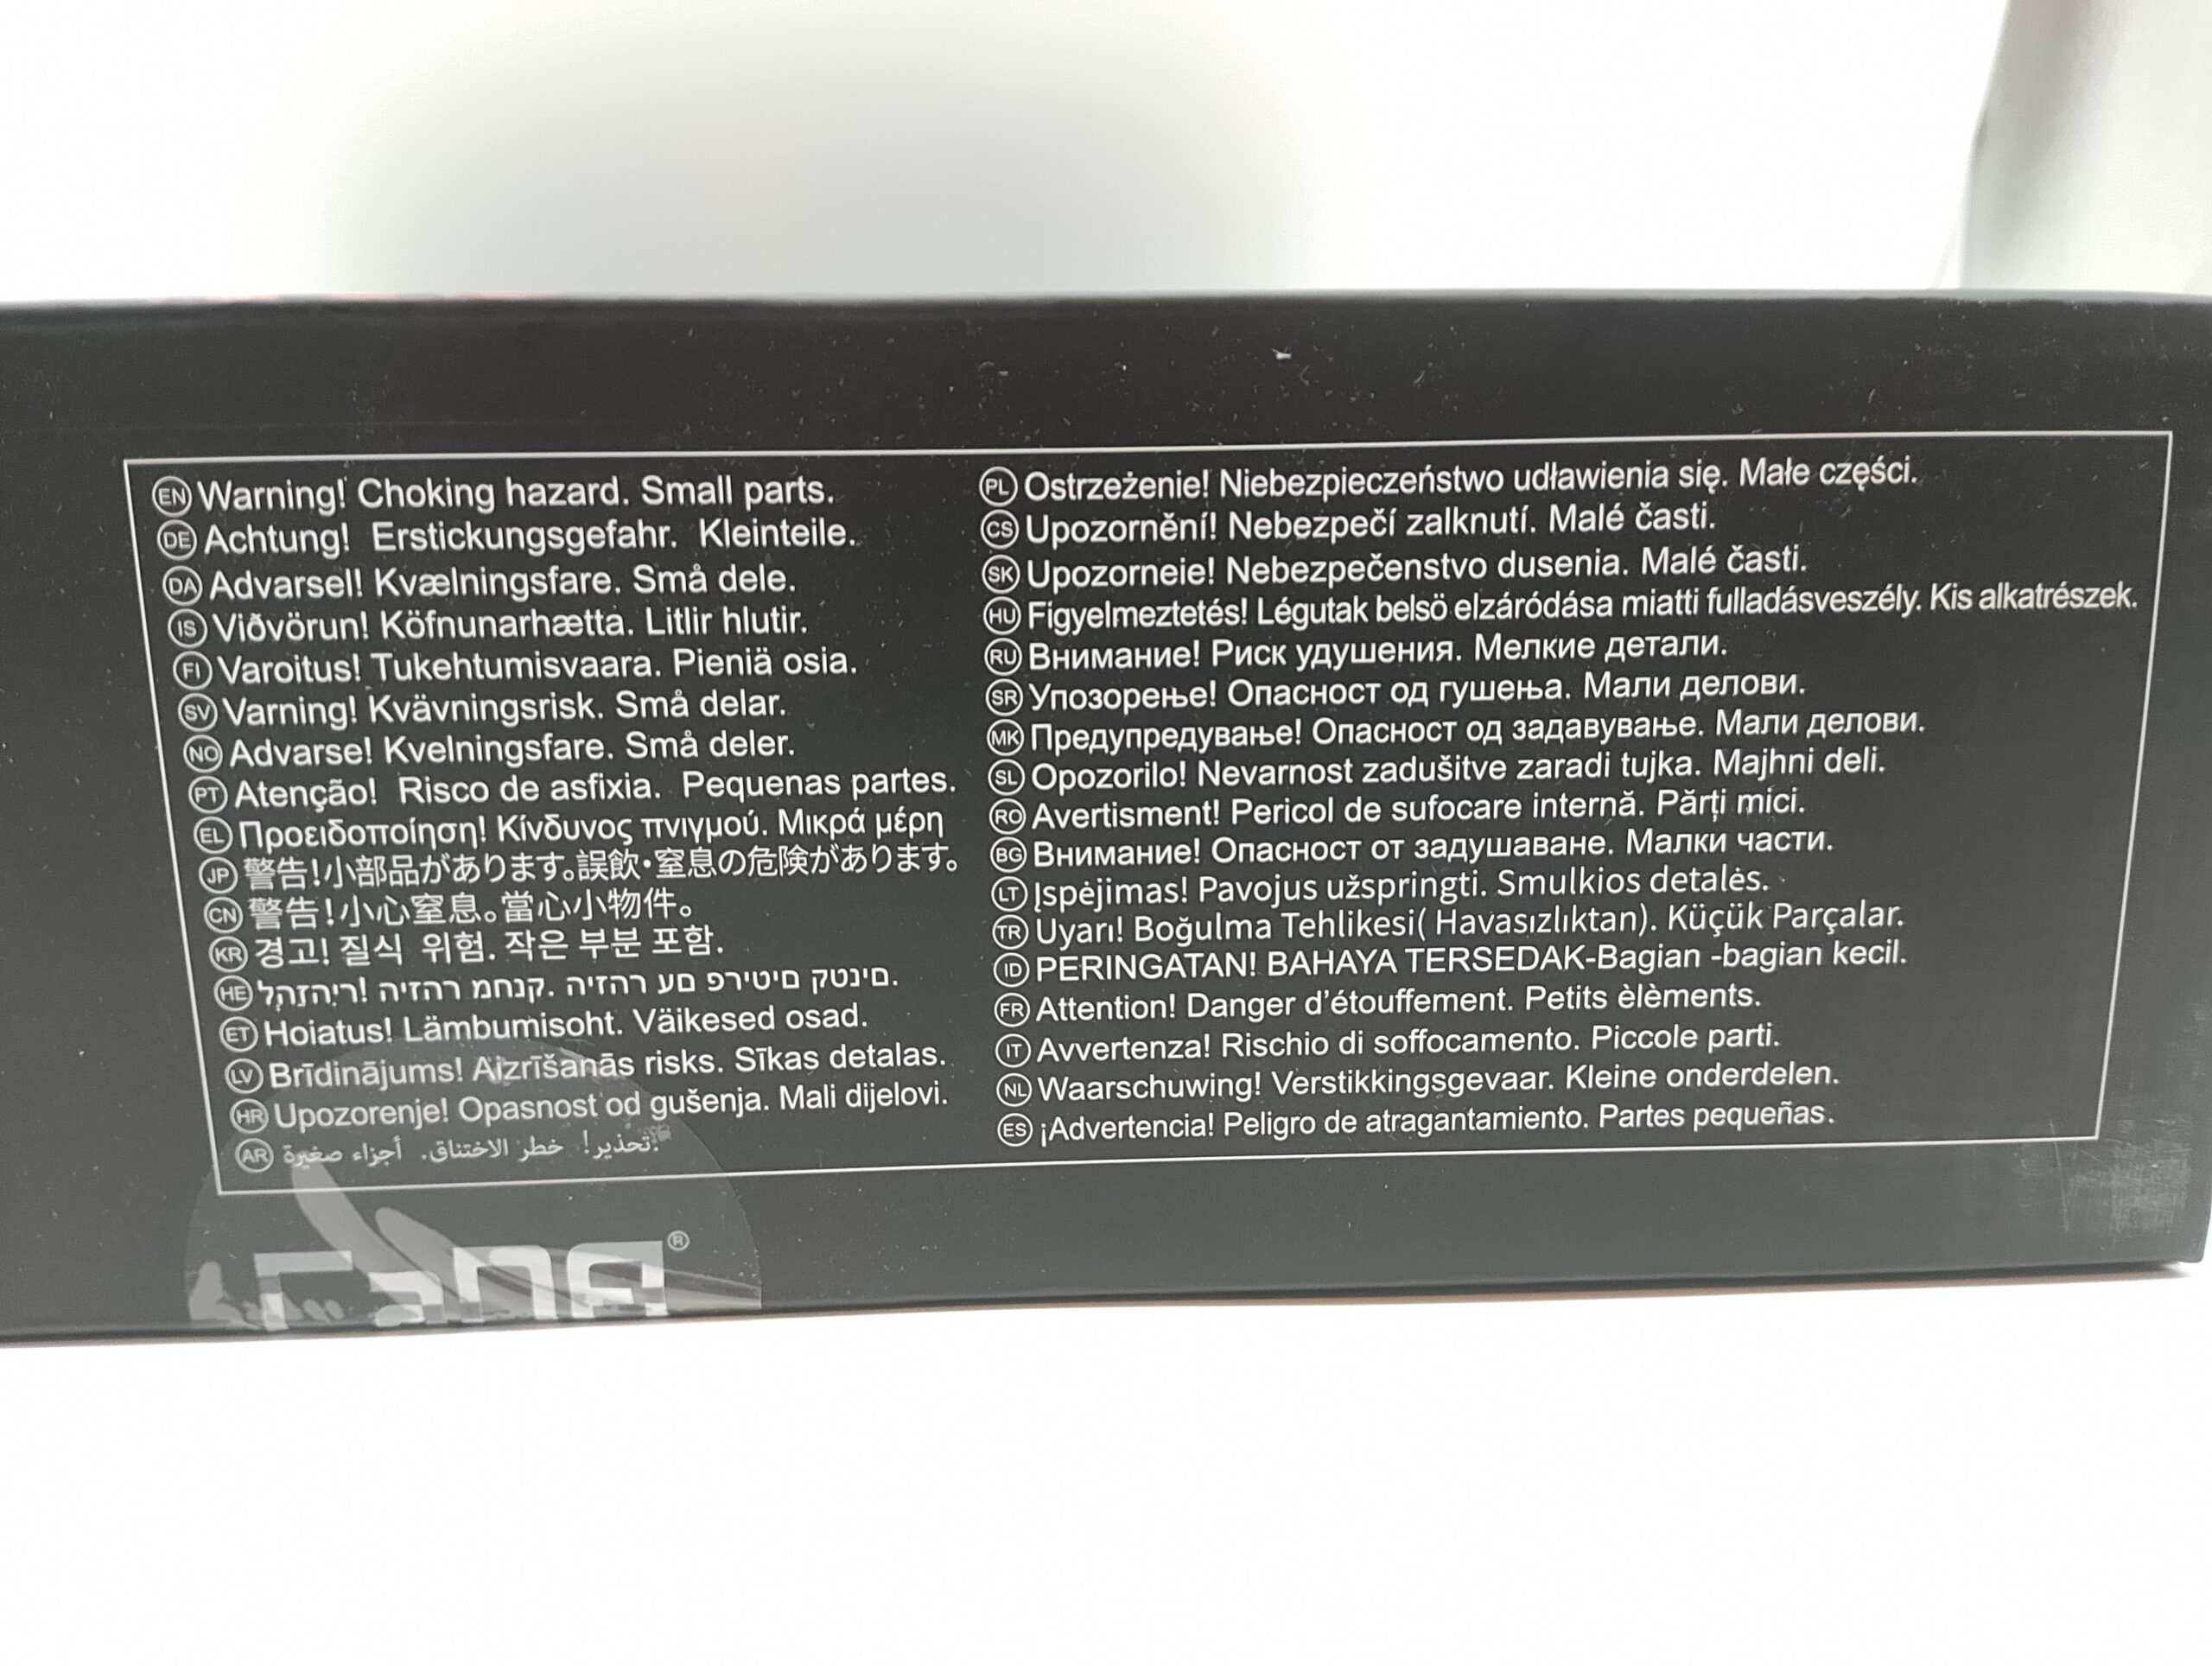 EN Warning! Choking hazard. Small parts.
DE Achtung! Erstickungsgefahr. Kleinteile.
DA Advarsel! Kvælningsfare. Små dele.
IS Viðvörun! Köfnunarhætta. Litlir hlutir.
FI Varoitus! Tukehtumisvaara. Pieniä osia.
SV Varning! Kvävningsrisk. Små delar.
NO Advarse! Kvelningsfare. Små deler.
PT Atenção! Risco de asfixia. Pequenas partes.
EL Προειδοποίηση! Κίνδυνος πνιγμού. Μικρά μέρη
JP 警告!小部品があります。誤飲・窒息の危険があります。
CN 警告!小心窒息。當心小物件。
KR 경고! 질식 위험. 작은 부분 포함.
HE להזהיר! היזהר מחנק. היזהר עם פריטים קטנים.
ET Hoiatus! Lämbumisoht. Väikesed osad.
LV Brīdinājums! Aizrīšanās risks. Sīkas detalas.
HR Upozorenje! Opasnost od gušenja. Mali dijelovi.
AR تحذير! خطر الاختناق. أجزاء صغيرة
PL Ostrzeżenie! Niebezpieczeństwo udławienia się. Małe części.
CS Upozornění! Nebezpečí zalknutí. Malé časti.
SK Upozorneie! Nebezpečenstvo dusenia. Malé časti.
HU Fígyelmeztetés! Légutak belsö elzáródása miatti fulladásveszély. Kis alkatrészek.
RU Внимание! Риск удушения. Мелкие детали.
SR Упозорење! Опасност од гушења. Мали делови.
MK Предупредување! Опасност од задавување. Мали делови.
SL Opozorilo! Nevarnost zadušitve zaradi tujka. Majhni deli.
RO Avertisment! Pericol de sufocare internă. Părți mici.
BG Внимание! Опасност от задушаване. Малки части.
LT Įspėjimas! Pavojus užspringti. Smulkios detalės.
TR Uyarı! Boğulma Tehlikesi( Havasızlıktan). Küçük Parçalar.
ID PERINGATAN! BAHAYA TERSEDAK-Bagian -bagian kecil.
FR Attention! Danger d'étouffement. Petits èlèments.
IT Avvertenza! Rischio di soffocamento. Piccole parti.
NL Waarschuwing! Verstikkingsgevaar. Kleine onderdelen.
ES ¡Advertencia! Peligro de atragantamiento. Partes pequeñas.